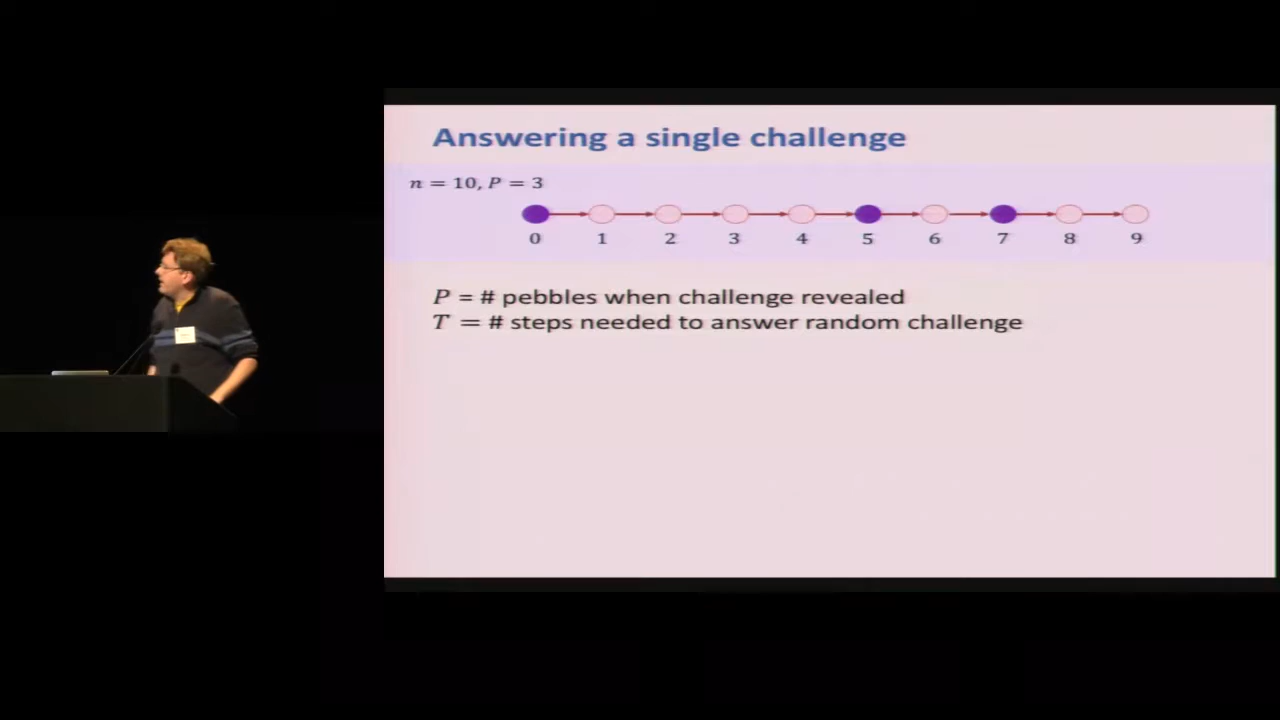 Answering a single challenge
n = 10, P = 3
0 1 2 3 4 5 6 7 8 9
P = # pebbles when challenge revealed
T = # steps needed to answer random challenge